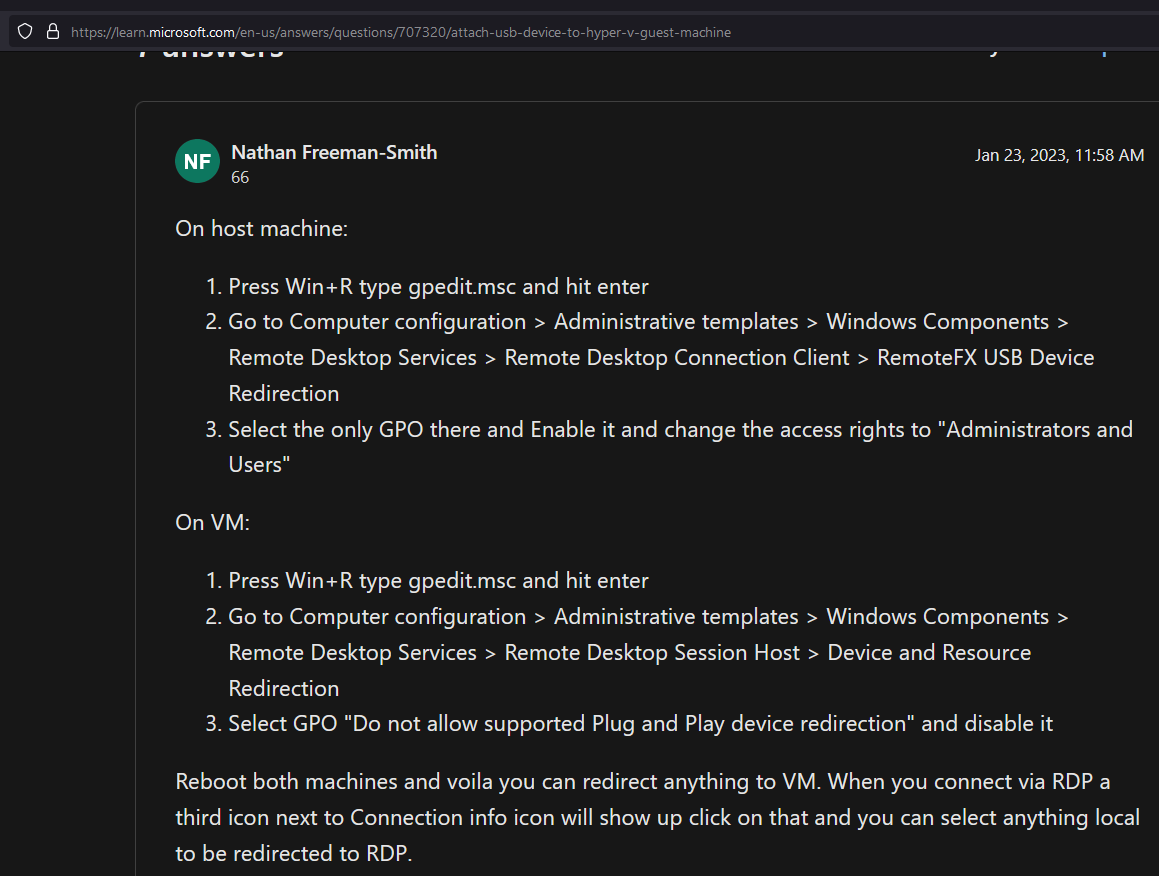 https://learn.microsoft.com/en-us/answers/questions/707320/attach-usb-device-to-hyper-v-guest-machine
7 answers
NF
Nathan Freeman-Smith
66
Jan 23, 2023, 11:58 AM
On host machine:
1. Press Win+R type gpedit.msc and hit enter
2. Go to Computer configuration > Administrative templates > Windows Components >
Remote Desktop Services > Remote Desktop Connection Client > RemoteFX USB Device
Redirection
3. Select the only GPO there and Enable it and change the access rights to "Administrators and
Users"
On VM:
1. Press Win+R type gpedit.msc and hit enter
2. Go to Computer configuration > Administrative templates > Windows Components >
Remote Desktop Services > Remote Desktop Session Host > Device and Resource
Redirection
3. Select GPO "Do not allow supported Plug and Play device redirection" and disable it
Reboot both machines and voila you can redirect anything to VM. When you connect via RDP a
third icon next to Connection info icon will show up click on that and you can select anything local
to be redirected to RDP.